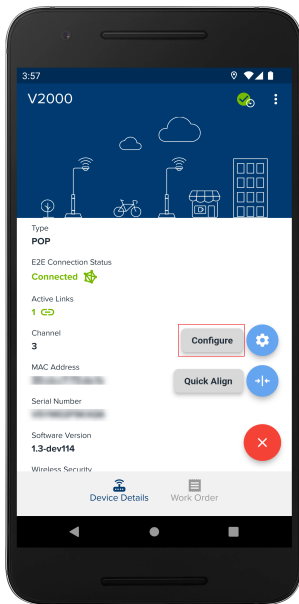 3:57
V2000
Type
POP
E2E Connection Status
Connected
Active Links
1
Channel
3
Configure
MAC Address
Quick Align
Serial Number
Software Version
1.3-dev114
Wireless Security
Device Details
Work Order